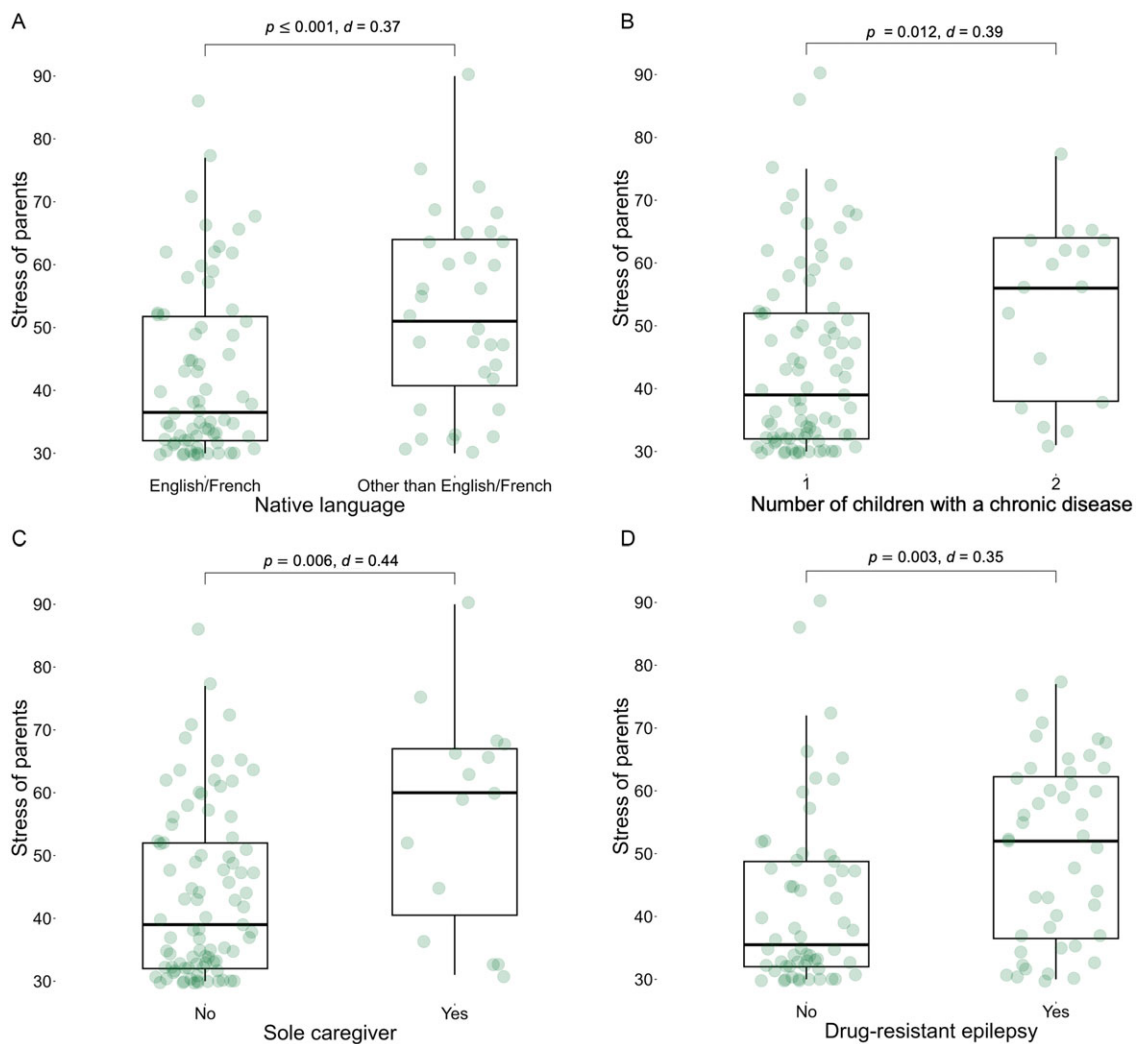 A
p ≤ 0.001, d = 0.37
90
80
70
60
50
40
30
Stress of parents
English/French
Other than English/French
Native language
B
p = 0.012, d = 0.39
90
80
70
60
50
40
30
Stress of parents
1
2
Number of children with a chronic disease
C
p = 0.006, d = 0.44
90
80
70
60
50
40
30
Stress of parents
No
Yes
Sole caregiver
D
p = 0.003, d = 0.35
90
80
70
60
50
40
30
Stress of parents
No
Yes
Drug-resistant epilepsy